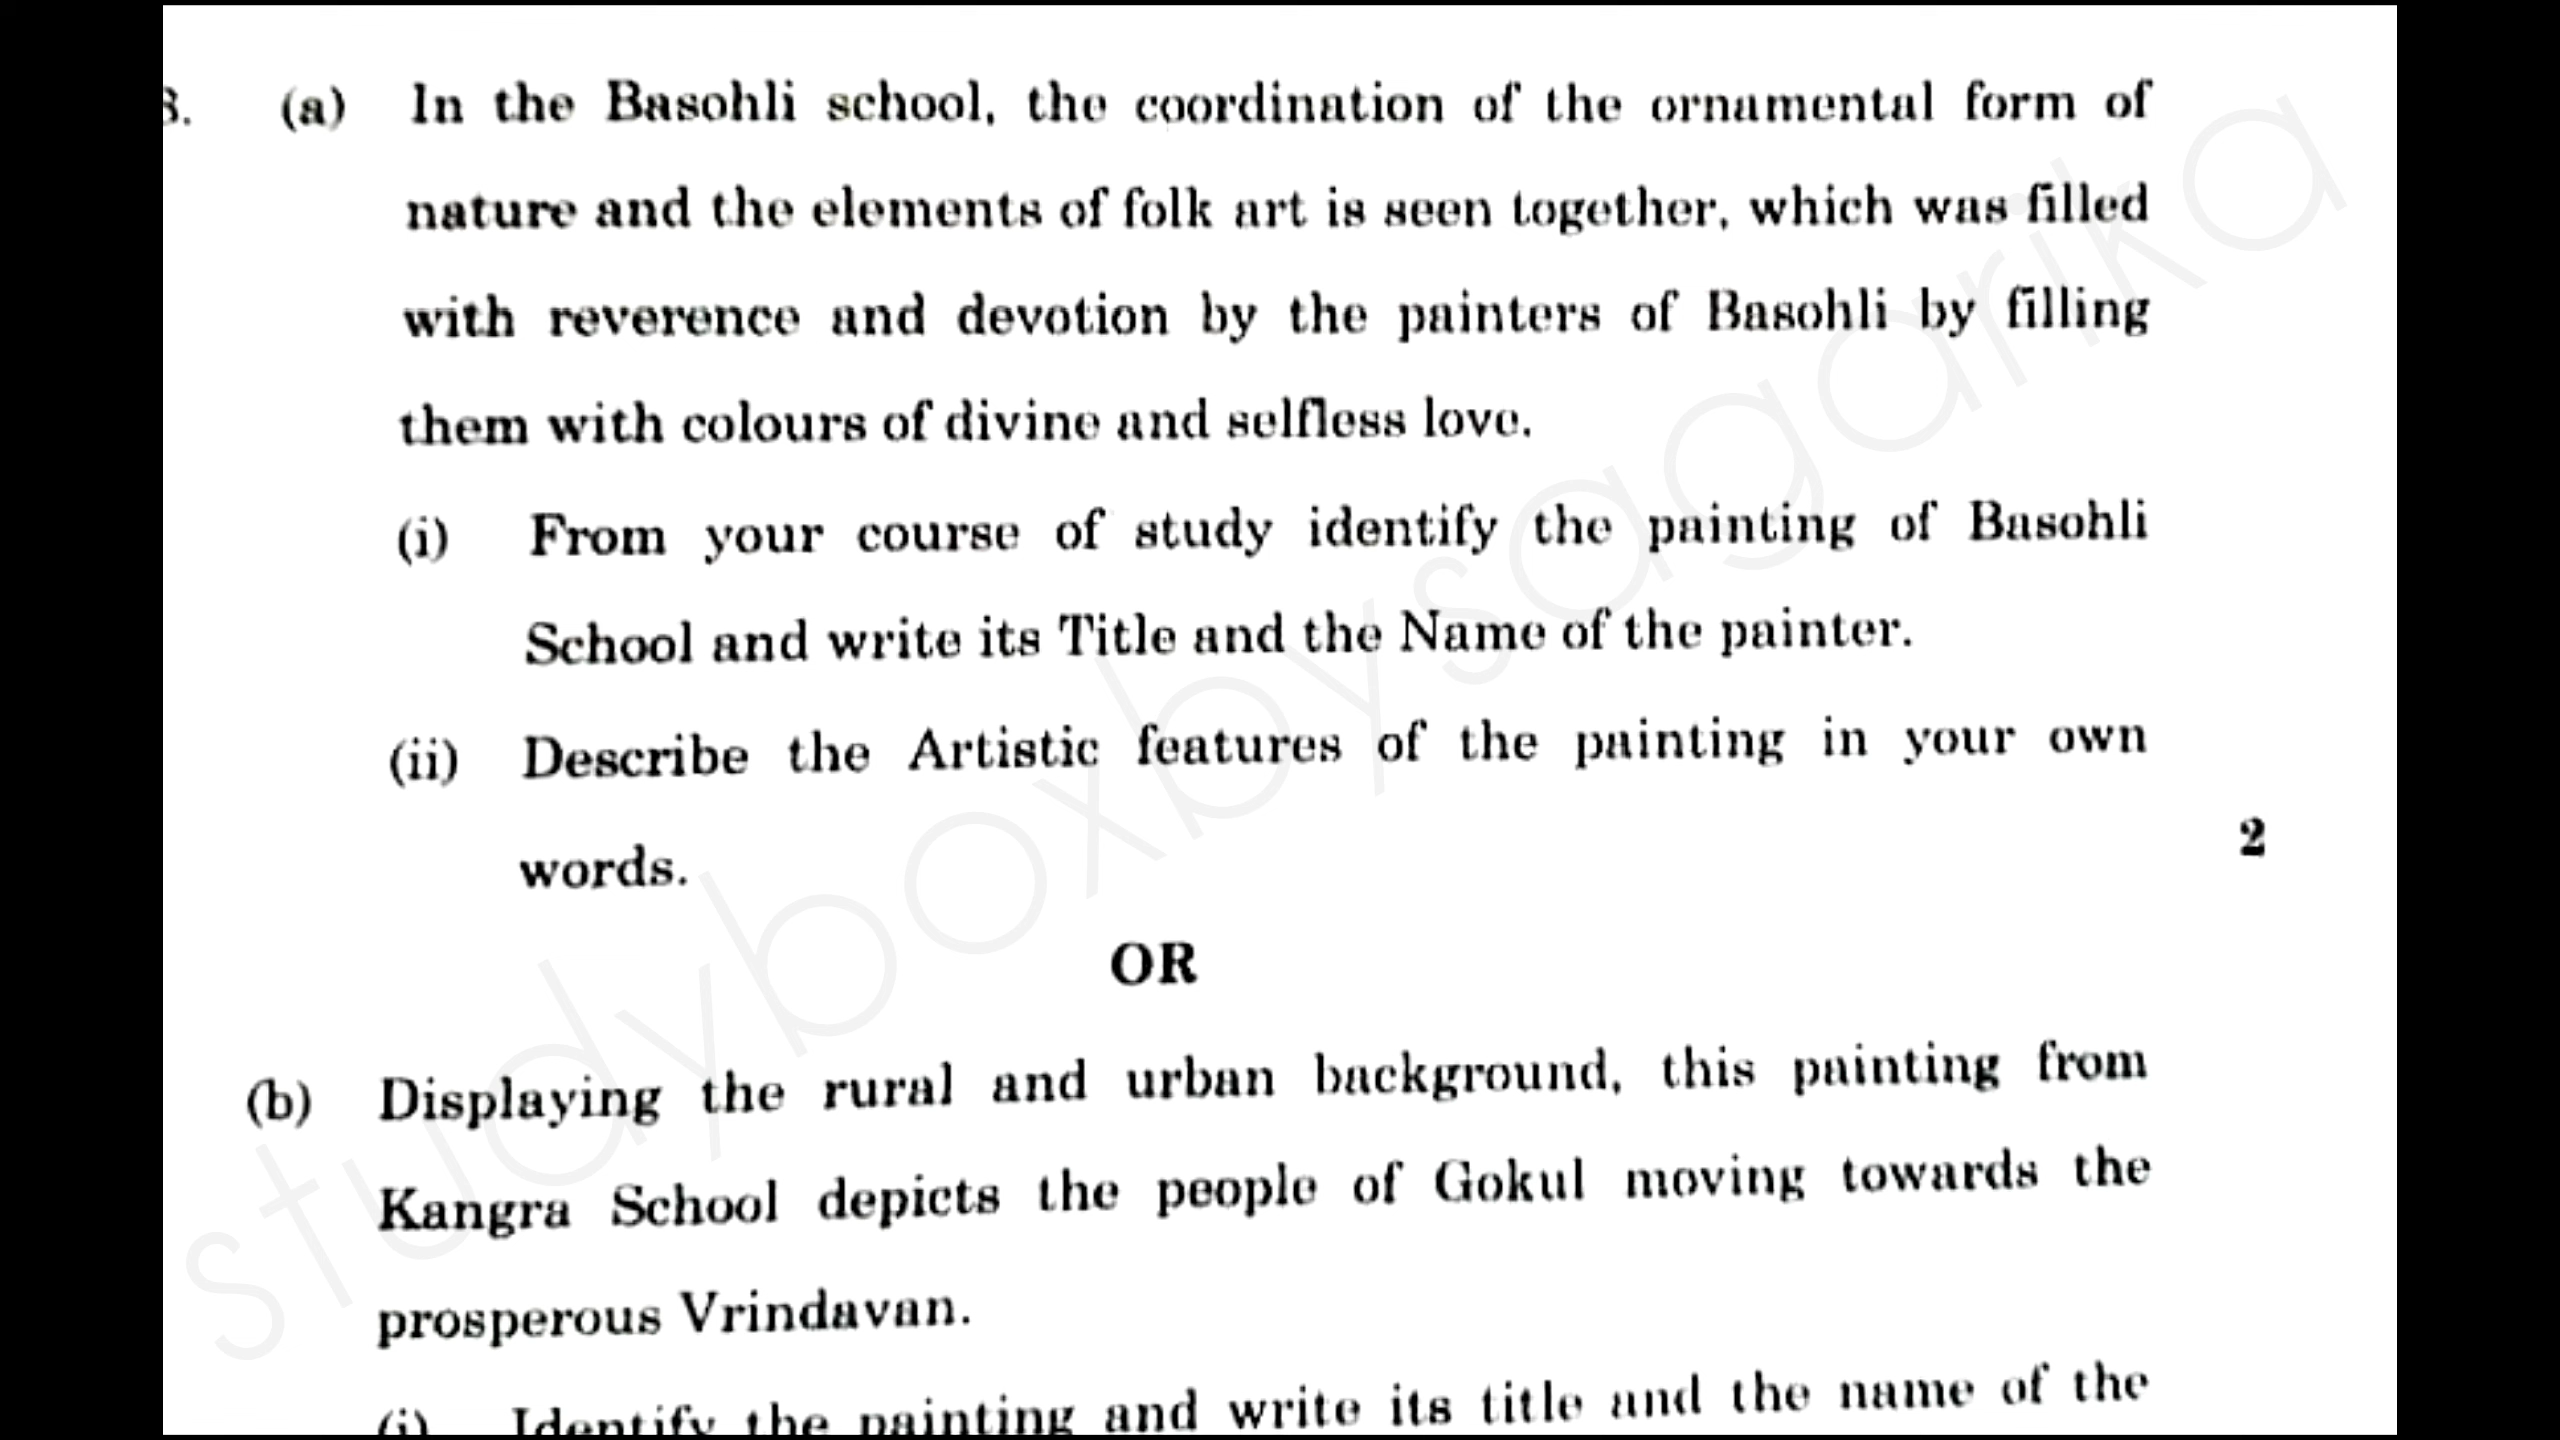 3. (a) In the Basohli school, the coordination of the ornamental form of
nature and the elements of folk art is seen together, which was filled
with reverence and devotion by the painters of Basohli by filling
them with colours of divine and selfless love.
(i) From your course of study identify the painting of Basohli
School and write its Title and the Name of the painter.
(ii) Describe the Artistic features of the painting in your own
words. 2
OR
(b) Displaying the rural and urban background, this painting from
Kangra School depicts the people of Gokul moving towards the
prosperous Vrindavan.
(i) Identify the painting and write its title and the name of the
studyboxbysagarika